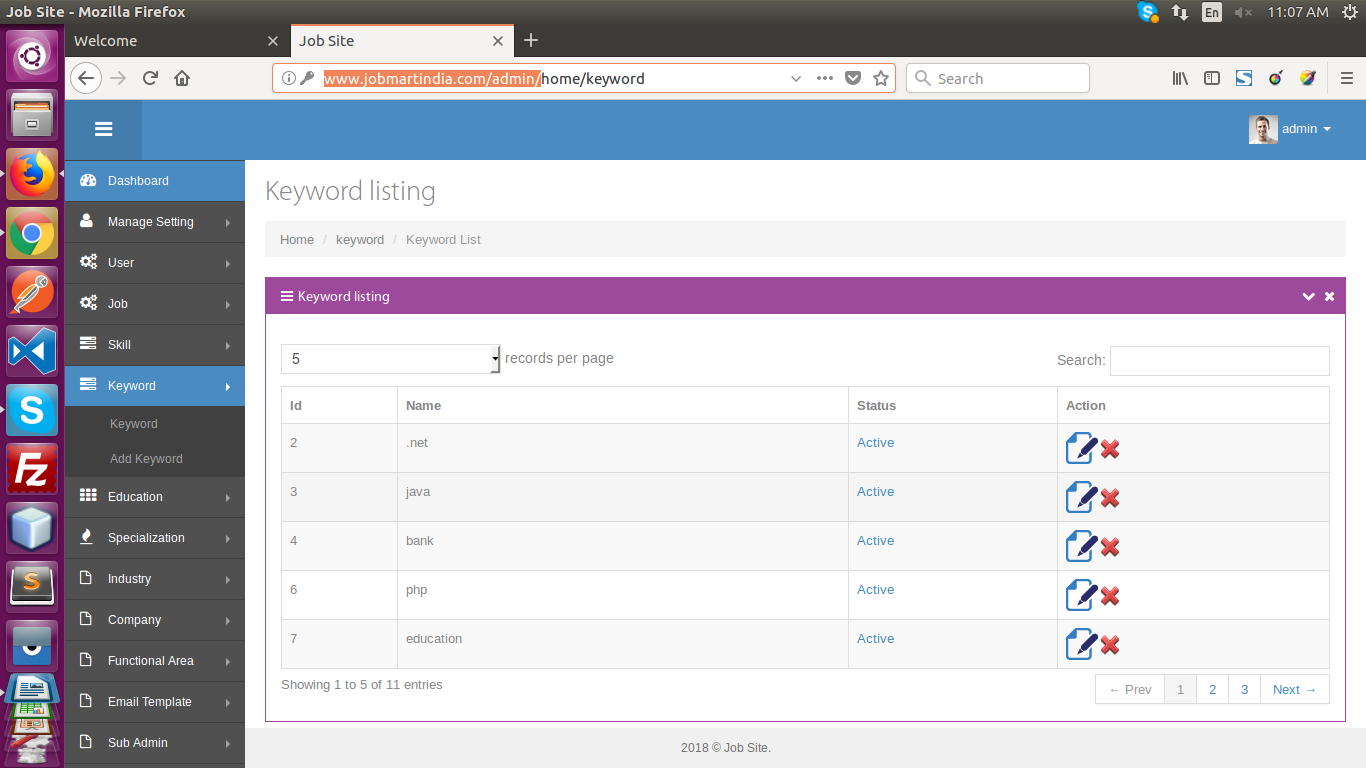 Job Site - Mozilla Firefox
En
11:07 AM
Welcome
Job Site
www.jobmartindia.com/admin/home/keyword
Search
admin
Dashboard
Manage Setting
User
Job
Skill
Keyword
Keyword
Add Keyword
Education
Specialization
Industry
Company
Functional Area
Email Template
Sub Admin
Keyword listing
Home / keyword / Keyword List
Keyword listing
5 records per page
Search:
Id Name Status Action
2 .net Active
3 java Active
4 bank Active
6 php Active
7 education Active
Showing 1 to 5 of 11 entries
← Prev 1 2 3 Next →
2018 © Job Site.